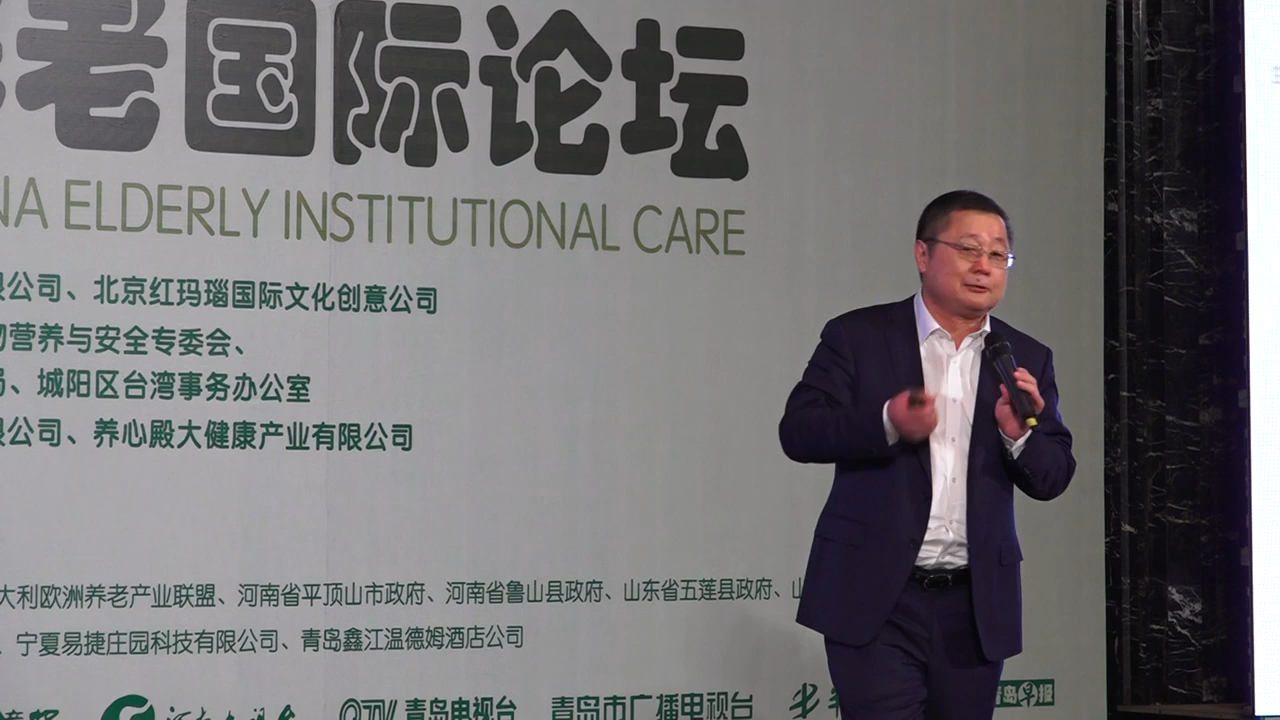 老国际论坛
NA ELDERLY INSTITUTIONAL CARE
限公司、北京红玛瑙国际文化创意公司
物营养与安全专委会、
局、城阳区台湾事务办公室
限公司、养心殿大健康产业有限公司
大利欧洲养老产业联盟、河南省平顶山市政府、河南省鲁山县政府、山东省五莲县政府、山
、宁夏易捷庄园科技有限公司、青岛鑫江温德姆酒店公司
QTV 青岛电视台 青岛市广播电视台 青岛早报